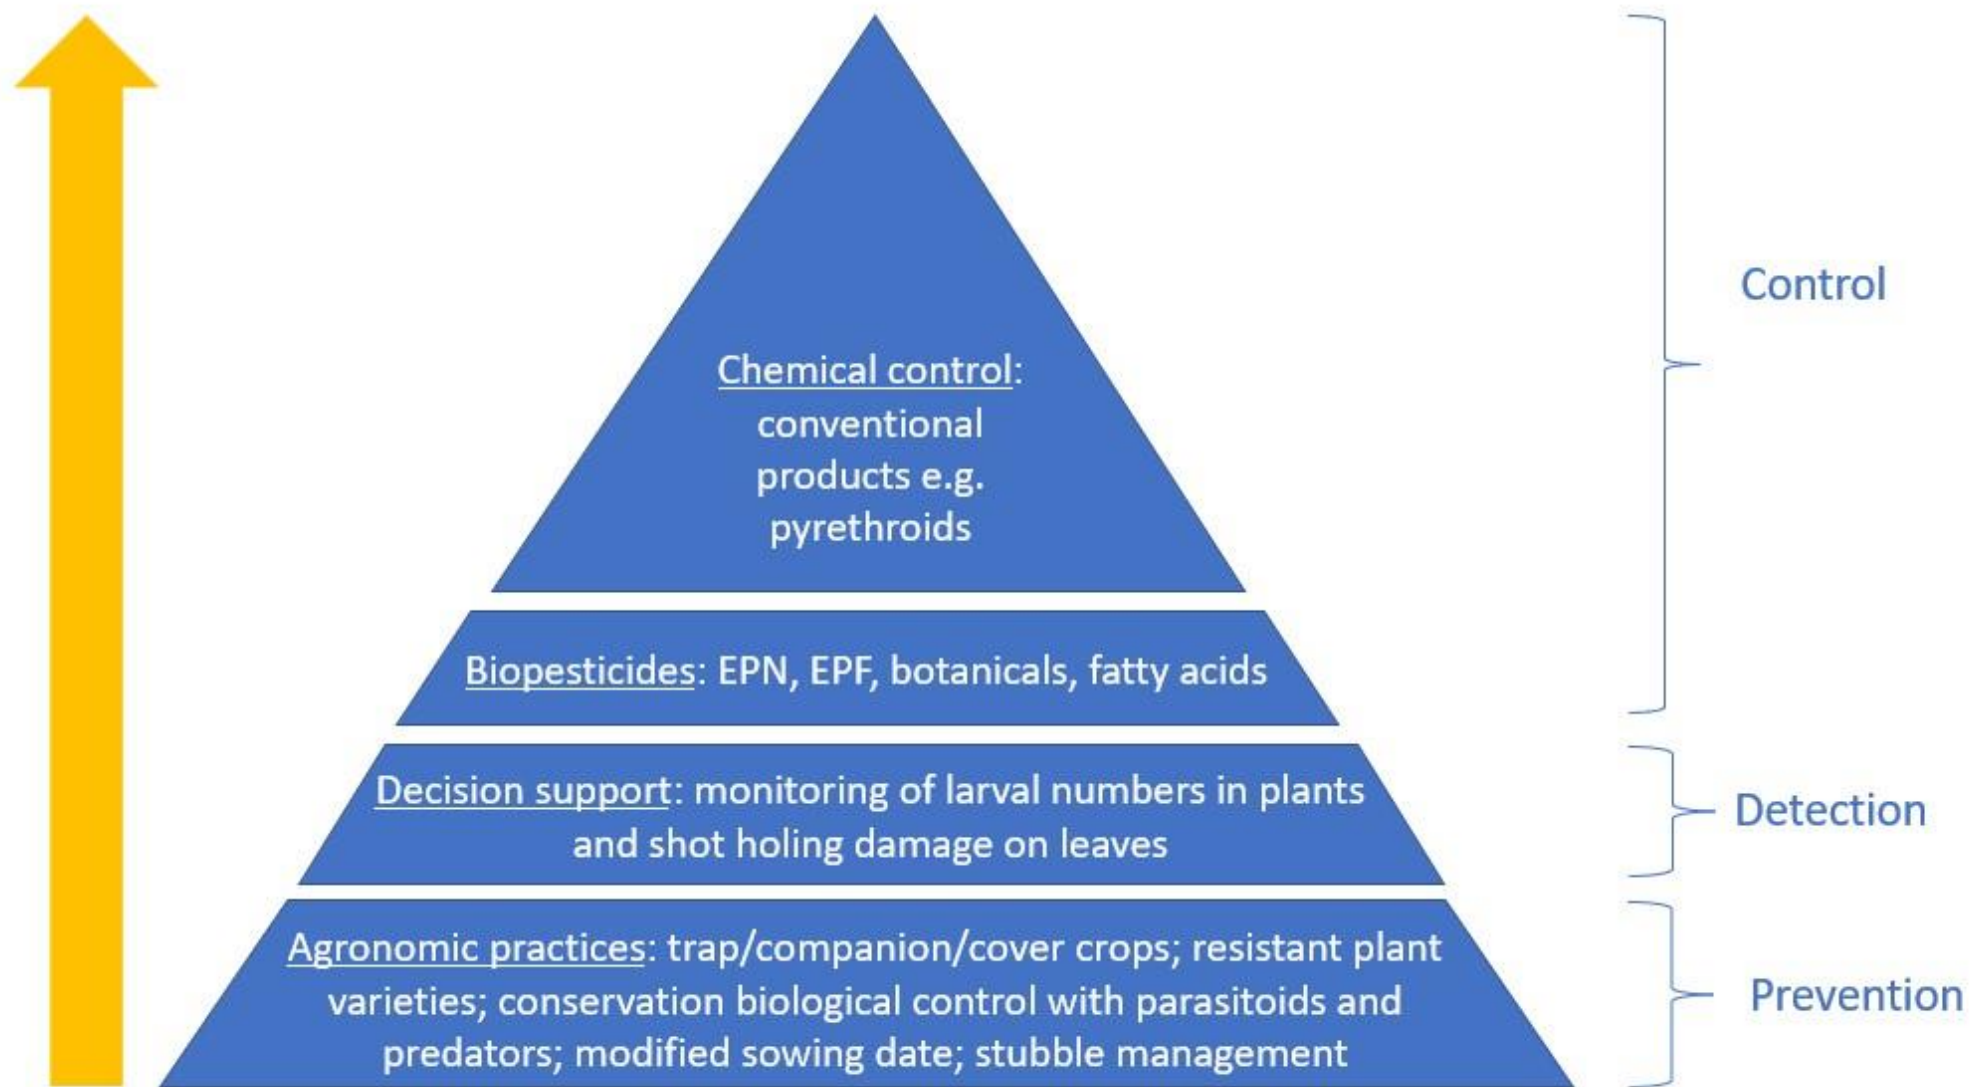 Control
Chemical control:
conventional
products e.g.
pyrethroids
Biopesticides: EPN, EPF, botanicals, fatty acids
Decision support: monitoring of larval numbers in plants
and shot holing damage on leaves
Detection
Agronomic practices: trap/companion/cover crops; resistant plant
varieties; conservation biological control with parasitoids and
predators; modified sowing date; stubble management
Prevention